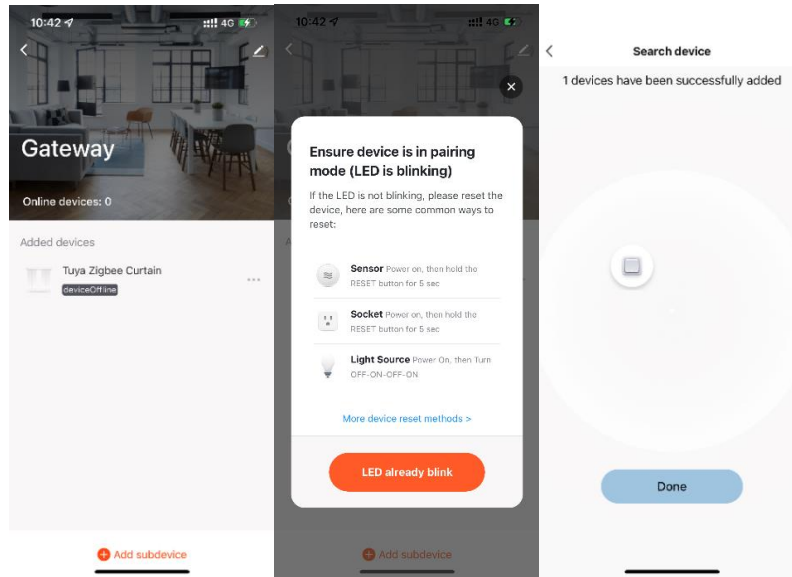 10:42
4G
Gateway
Online devices: 0
Added devices
Tuya Zigbee Curtain
deviceOffline
Add subdevice
10:42
4G
Ensure device is in pairing
mode (LED is blinking)
If the LED is not blinking, please reset the
device, here are some common ways to
reset:
Sensor Power on, then hold the
RESET button for 5 sec
Socket Power on, then hold the
RESET button for 5 sec
Light Source Power On, then Turn
OFF-ON-OFF-ON
More device reset methods >
LED already blink
Add subdevice
Search device
1 devices have been successfully added
Done